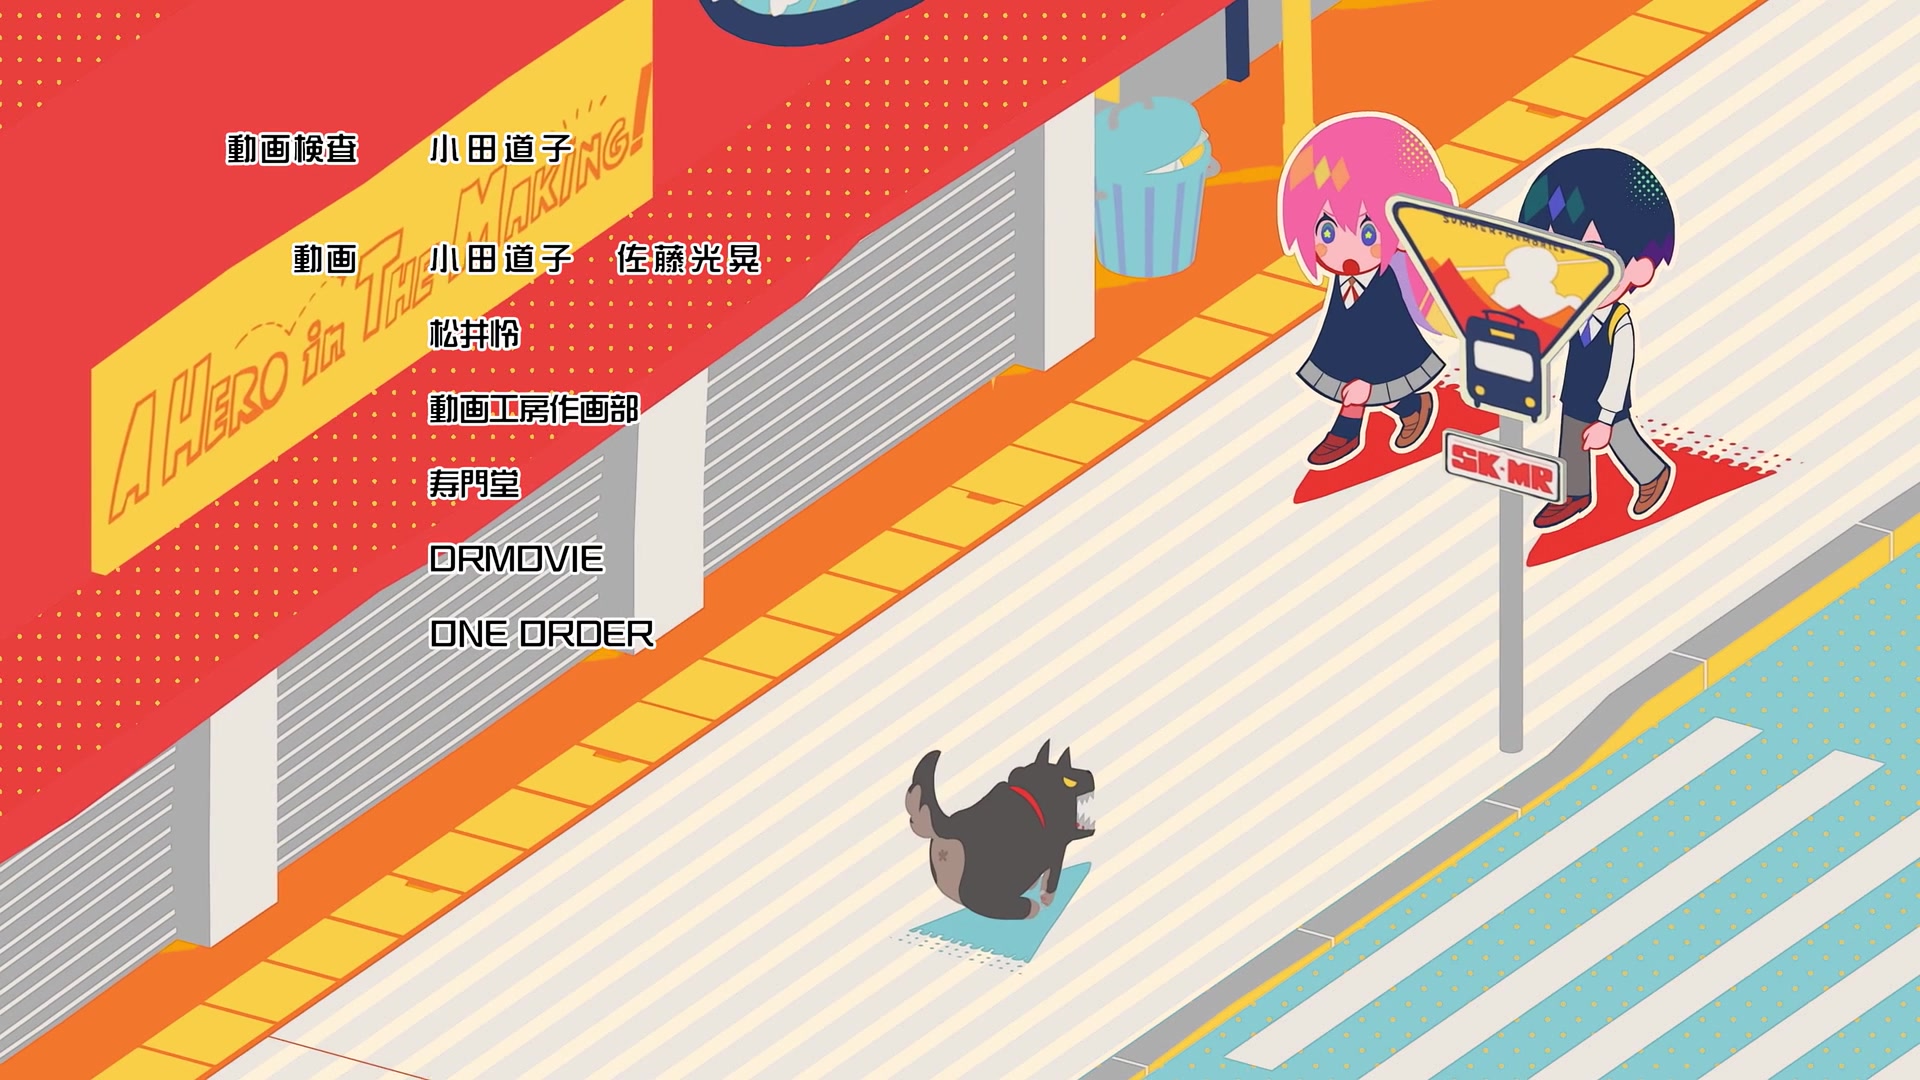 動画検査 小田道子
動画 小田道子 佐藤光晃
松井怜
動画工房作画部
寿門堂
DRMOVIE
ONE ORDER
A HERO in THE MAKING!
SUMMER・MEMORIES
SK・MR